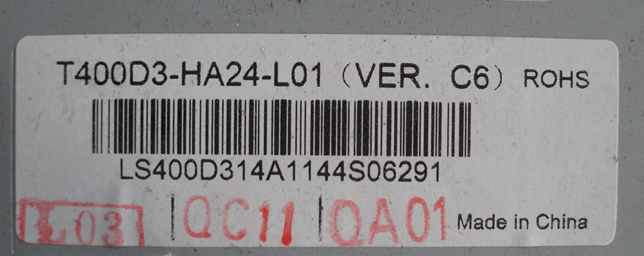 T400D3-HA24-L01 (VER. C6) ROHS
LS400D314A1144S06291
L03 QC11 QA01 Made in China